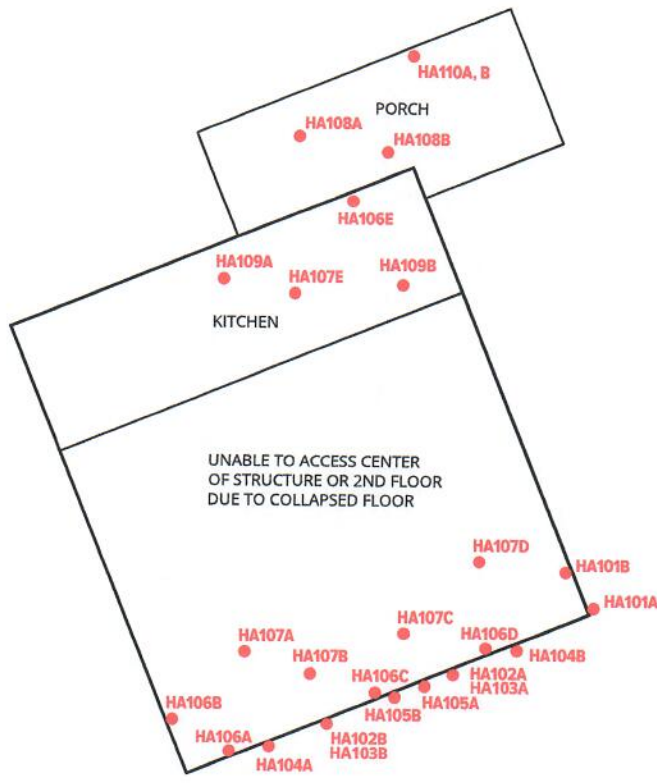 HA110A, B
PORCH
HA108A
HA108B
HA106E
HA109A
HA107E
HA109B
KITCHEN
UNABLE TO ACCESS CENTER
OF STRUCTURE OR 2ND FLOOR
DUE TO COLLAPSED FLOOR
HA107D
HA101B
HA101A
HA107C
HA107A
HA106D
HA104B
HA107B
HA106C
HA102A
HA103A
HA105A
HA105B
HA106B
HA106A
HA102B
HA103B
HA104A